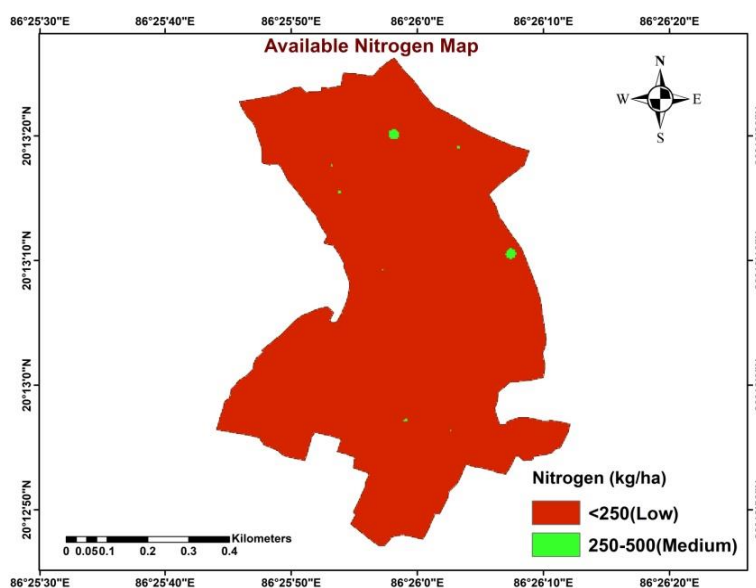 86°25'30"E 86°25'40"E 86°25'50"E 86°26'0"E 86°26'10"E 86°26'20"E
Available Nitrogen Map
N
W E
S
20°13'20"N
20°13'10"N
20°13'0"N
20°12'50"N
Nitrogen (kg/ha)
<250(Low)
250-500(Medium)
Kilometers
0 0.050.1 0.2 0.3 0.4
86°25'30"E 86°25'40"E 86°25'50"E 86°26'0"E 86°26'10"E 86°26'20"E